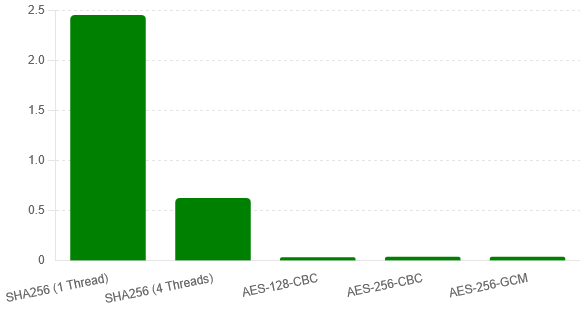 2.5
2.0
1.5
1.0
0.5
0
SHA256 (1 Thread)
SHA256 (4 Threads)
AES-128-CBC
AES-256-CBC
AES-256-GCM